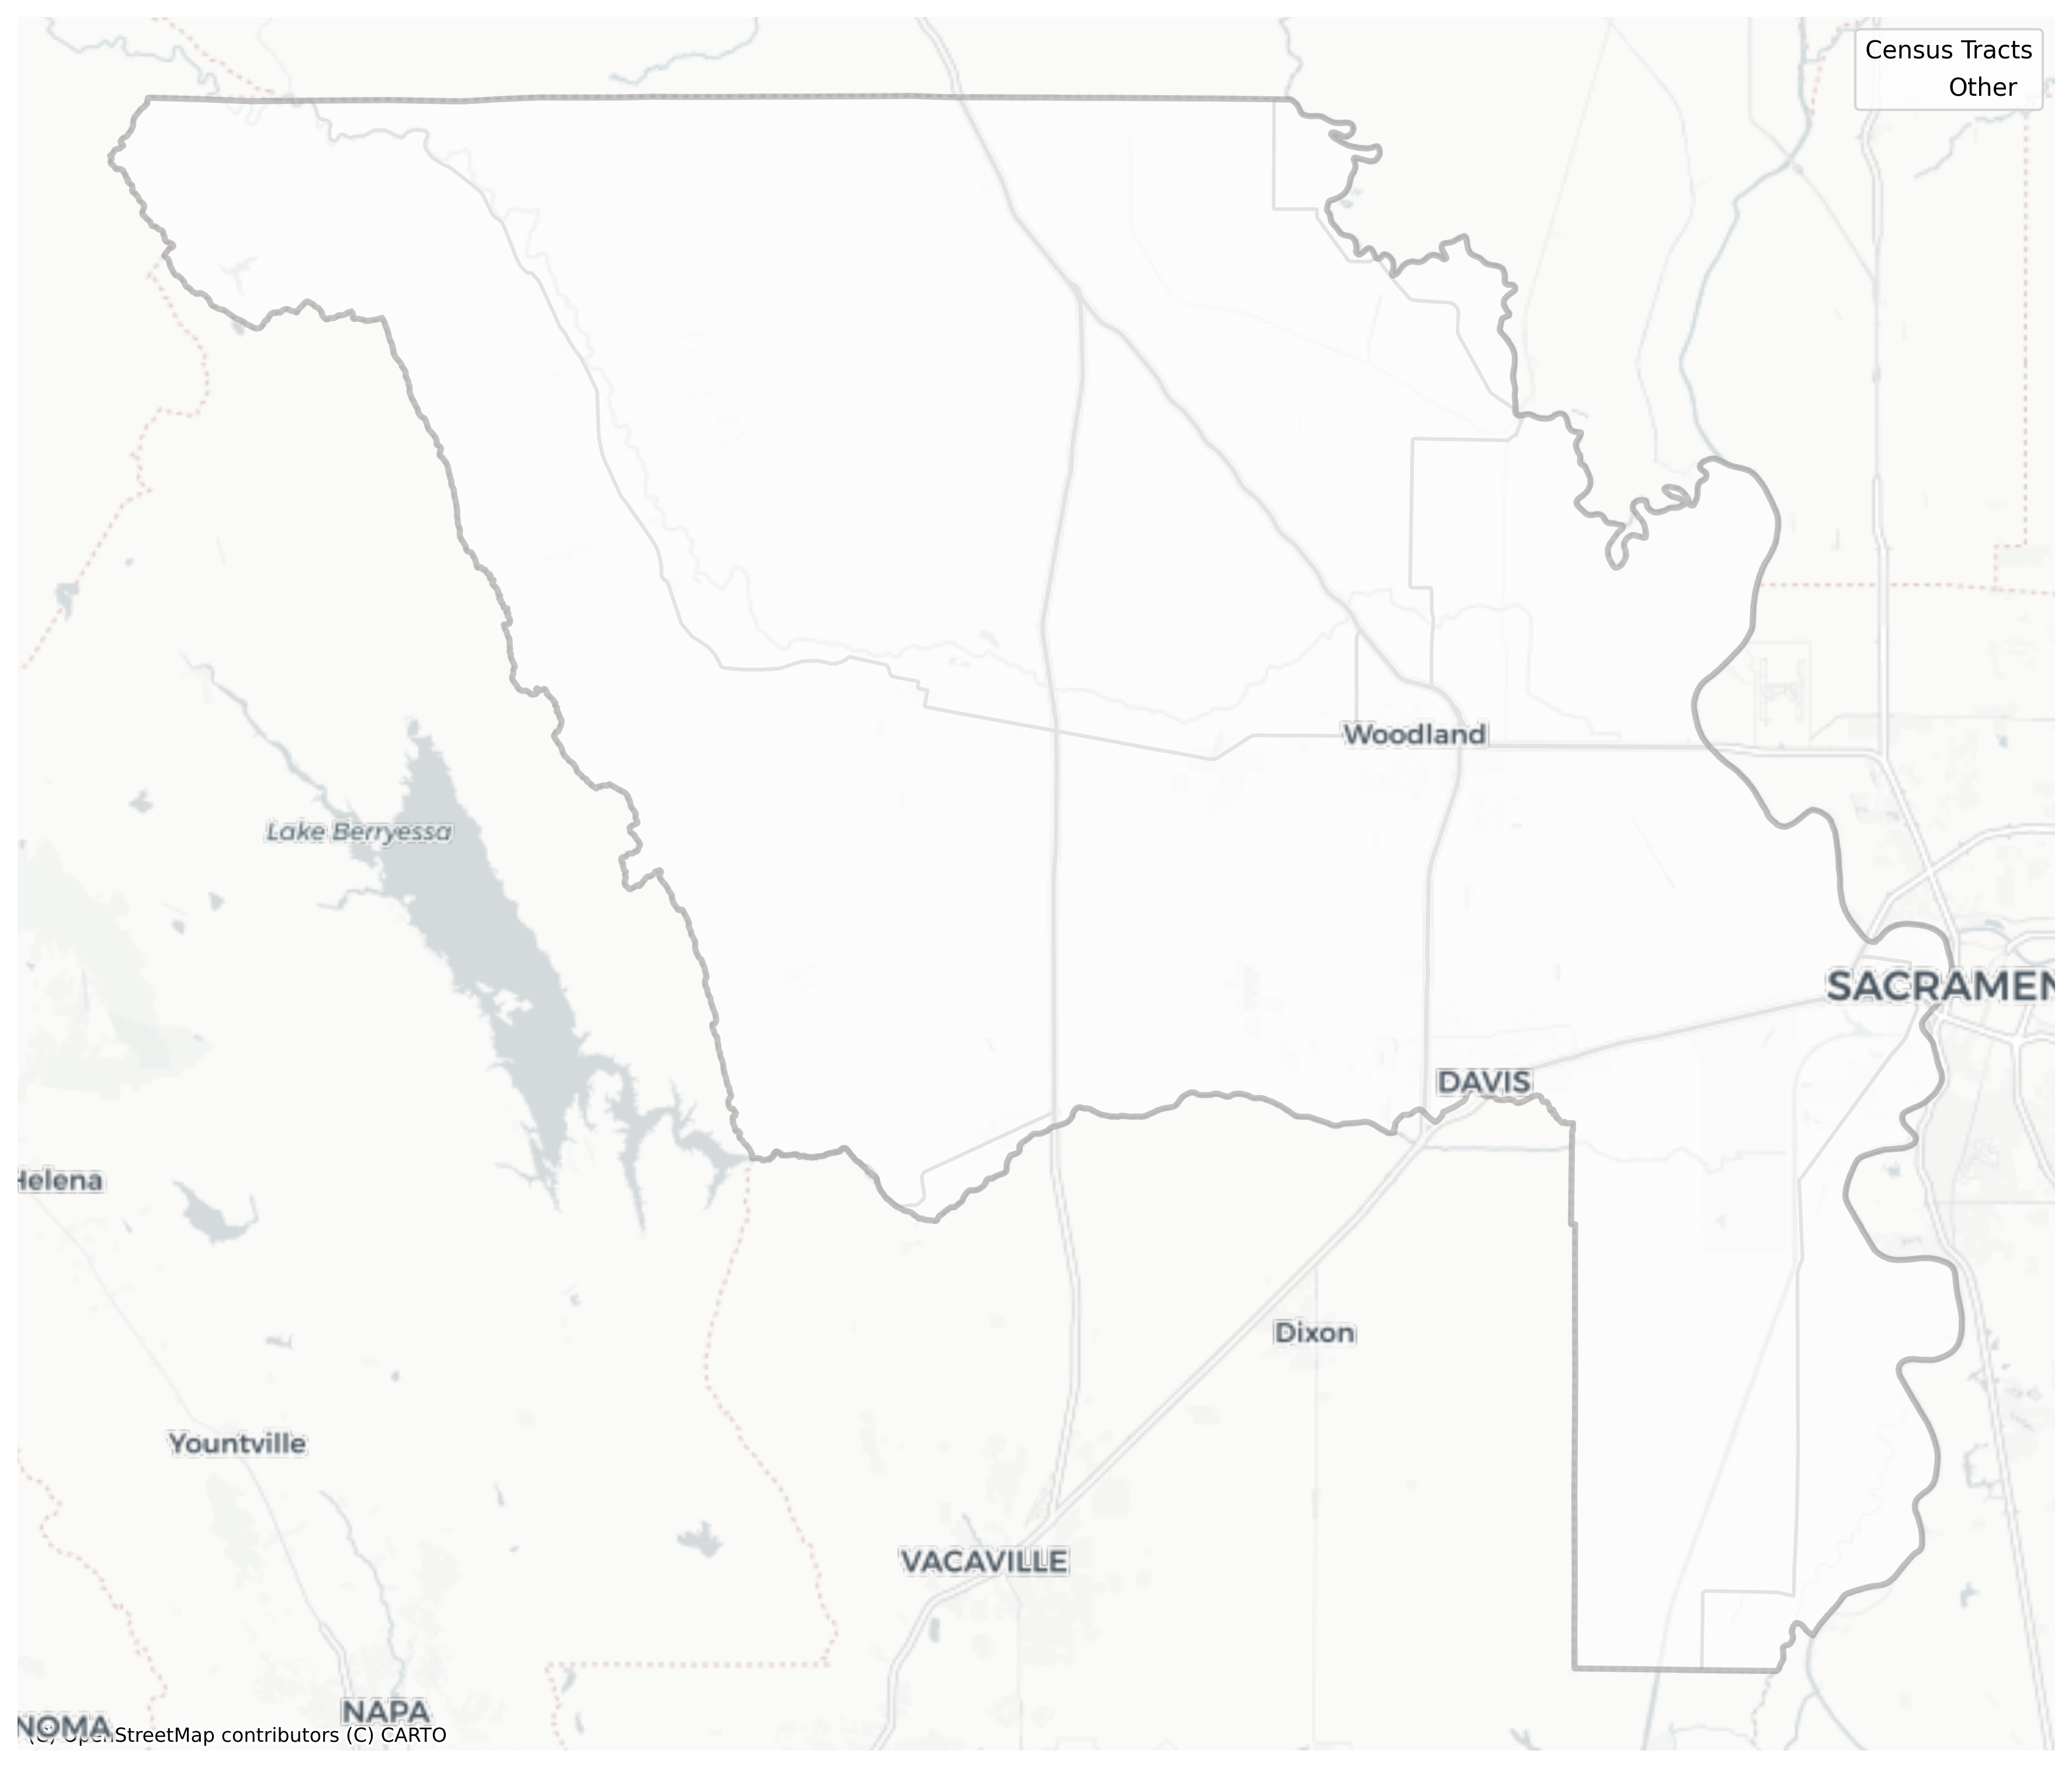 Census Tracts
Other
Woodland
Lake Berryessa
SACRAMEN
DAVIS
Helena
Dixon
Yountville
VACAVILLE
NAPA
NOMA
(C) OpenStreetMap contributors (C) CARTO